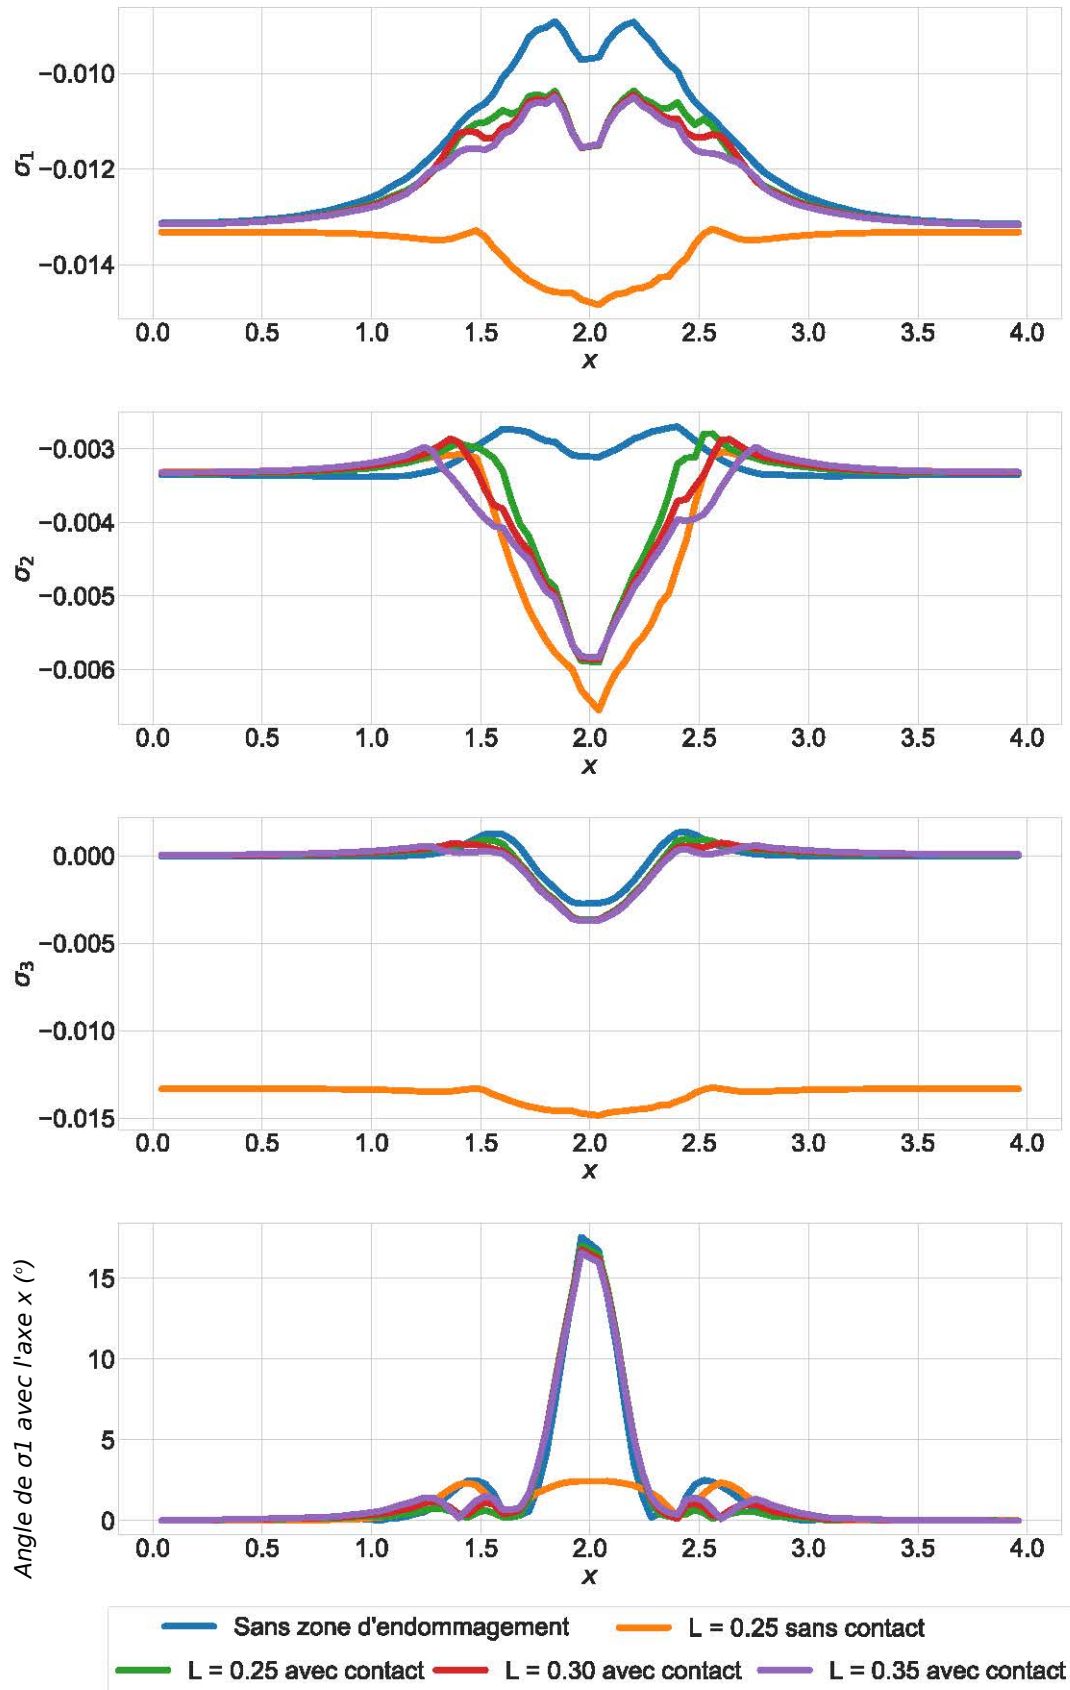 −0.010
−0.012
−0.014
σ1
0.0 0.5 1.0 1.5 2.0 2.5 3.0 3.5 4.0
x
−0.003
−0.004
−0.005
−0.006
σ2
0.0 0.5 1.0 1.5 2.0 2.5 3.0 3.5 4.0
x
0.000
−0.005
−0.010
−0.015
σ3
0.0 0.5 1.0 1.5 2.0 2.5 3.0 3.5 4.0
x
Angle de σ1 avec l'axe x (°)
15
10
5
0
0.0 0.5 1.0 1.5 2.0 2.5 3.0 3.5 4.0
x
Sans zone d'endommagement L = 0.25 sans contact
L = 0.25 avec contact L = 0.30 avec contact L = 0.35 avec contact